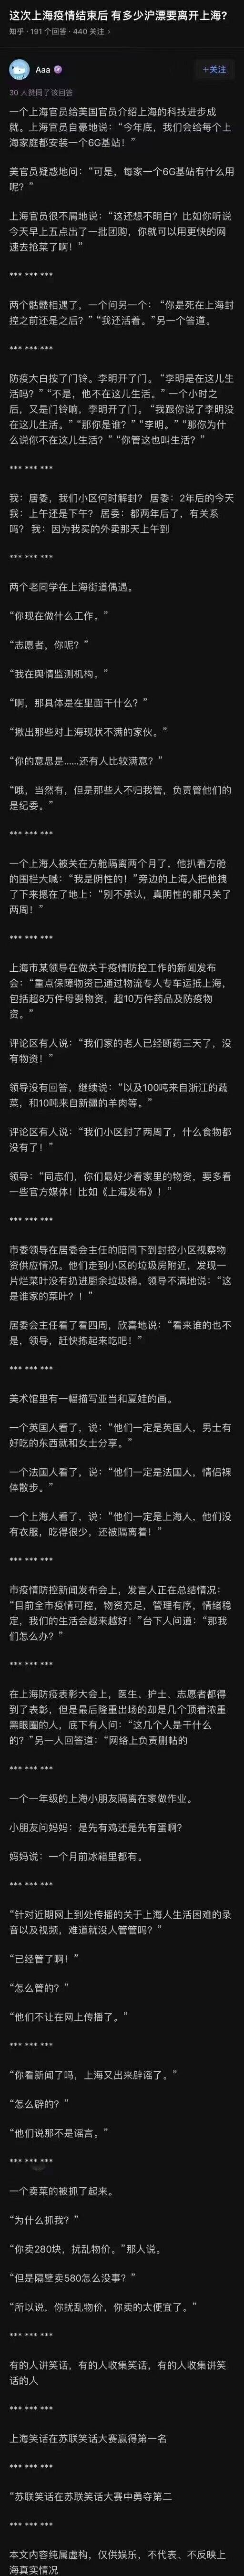 这次上海疫情结束后 有多少沪漂要离开上海?
知乎 · 191 个回答 · 440 关注 ›
Aaa
+关注
30 人赞同了该回答
一个上海官员给美国官员介绍上海的科技进步成
就。上海官员自豪地说：“今年底，我们会给每个上
海家庭都安装一个6G基站！”
美官员疑惑地问：“可是，每家一个6G基站有什么用
呢？”
上海官员很不屑地说：“这还想不明白？比如你听说
今天早上五点出了一批团购，你就可以用更快的网
速去抢菜了啊！”
*** *** ***
两个骷髅相遇了，一个问另一个：“你是死在上海封
控之前还是之后？”“我还活着。”另一个答道。
*** *** ***
防疫大白按了门铃。李明开了门。“李明是在这儿生
活吗？”“不是，他不在这儿生活。” 一个小时之
后，又是门铃响，李明开了门。“我跟你说了李明没
在这儿生活。”“那你是谁？”“李明。”“那你为什
么说你不在这儿生活？”“你管这也叫生活？”
*** *** ***
我：居委，我们小区何时解封？ 居委：2年后的今天
我：上午还是下午？ 居委：都两年后了，有关系
吗？ 我：因为我买的外卖那天上午到
*** *** ***
两个老同学在上海街道偶遇。
“你现在做什么工作。”
“志愿者，你呢？”
“我在舆情监测机构。”
“啊，那具体是在里面干什么？”
“揪出那些对上海现状不满的家伙。”
“你的意思是……还有人比较满意？”
“哦，当然有，但是那些人不归我管，负责管他们的
是纪委。”
*** *** ***
一个上海人被关在方舱隔离两个月了，他扒着方舱
的围栏大喊：“我是阴性的！”旁边的上海人把他拽
了下来摁在了地上：“别不承认，真阴性的都只关了
两周！”
*** *** ***
上海市某领导在做关于疫情防控工作的新闻发布
会：“重点保障物资已通过物流专人专车运抵上海，
包括超8万件母婴物资，超10万件药品及防疫物
资。”
评论区有人说：“我们家的老人已经断药三天了，没
有物资！”
领导没有回答，继续说：“以及100吨来自浙江的蔬
菜，和10吨来自新疆的羊肉等。”
评论区有人说：“我们小区封了两周了，什么食物都
没有了！”
领导：“同志们，你们最好少看家里的物资，要多看
一些官方媒体！比如《上海发布》！”
*** *** ***
市委领导在居委会主任的陪同下到封控小区视察物
资供应情况。他们走到小区的垃圾房附近，发现一
片烂菜叶没有扔进厨余垃圾桶。领导不满地说：“这
是谁家的菜叶？！”
居委会主任看了看四周，欣喜地说：“看来谁的也不
是，领导，赶快拣起来吃吧！”
*** *** ***
美术馆里有一幅描写亚当和夏娃的画。
一个英国人看了，说：“他们一定是英国人，男士有
好吃的东西就和女士分享。”
一个法国人看了，说：“他们一定是法国人，情侣裸
体散步。”
一个上海人看了，说：“他们一定是上海人，他们没
有衣服，吃得很少，还被隔离着！”
*** *** ***
市疫情防控新闻发布会上，发言人正在总结情况：
“目前全市疫情可控，物资充足，管理有序，情绪稳
定，我们的生活会越来越好！”台下人问道：“那我
们怎么办？”
*** *** ***
在上海防疫表彰大会上，医生、护士、志愿者都得
到了表彰，但是最后隆重出场的却是几个顶着浓重
黑眼圈的人，底下有人问：“这几个人是干什么
的？”另一人回答道：“网络上负责删帖的
*** *** ***
一个一年级的上海小朋友隔离在家做作业。
小朋友问妈妈：是先有鸡还是先有蛋啊？
妈妈说：一个月前冰箱里都有。
*** *** ***
“针对近期网上到处传播的关于上海人生活困难的录
音以及视频，难道就没人管管吗？”
“已经管了啊！”
“怎么管的？”
“他们不让在网上传播了。”
*** *** ***
“你看新闻了吗，上海又出来辟谣了。”
“怎么辟的？”
“他们说那不是谣言。”
*** *** ***
一个卖菜的被抓了起来。
“为什么抓我？”
“你卖280块，扰乱物价。”那人说。
“但是隔壁卖580怎么没事？”
“所以说，你扰乱物价，你卖的太便宜了。”
*** *** ***
有的人讲笑话，有的人收集笑话，有的人收集讲笑
话的人
*** *** ***
上海笑话在苏联笑话大赛赢得第一名
*** *** ***
“苏联笑话在苏联笑话大赛中勇夺第二
*** *** ***
本文内容纯属虚构，仅供娱乐，不代表、不反映上
海真实情况